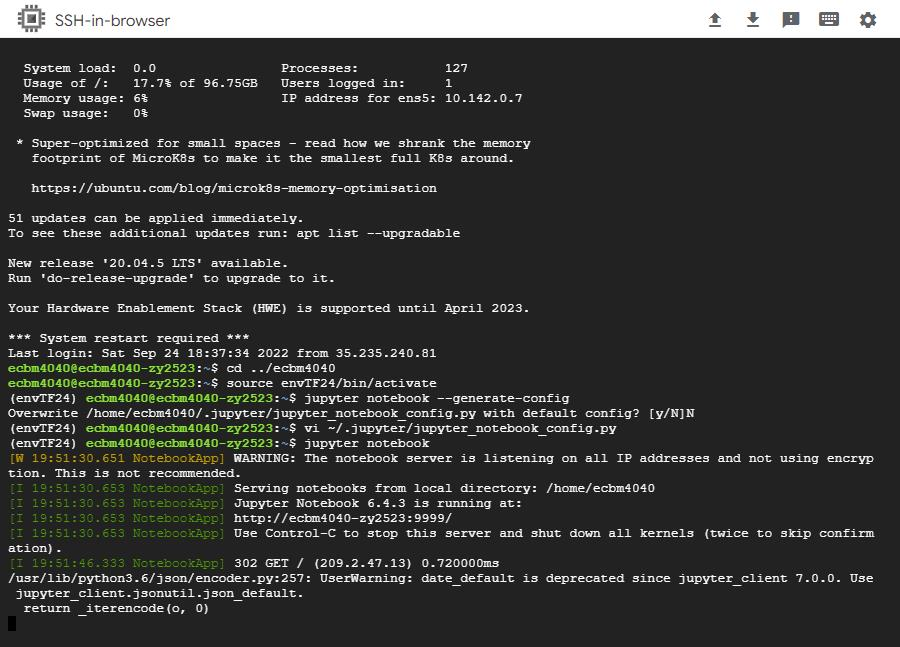 SSH-in-browser
System load:  0.0                Processes:           127
Usage of /:   17.7% of 96.75GB   Users logged in:     1
Memory usage: 6%                 IP address for ens5: 10.142.0.7
Swap usage:   0%
* Super-optimized for small spaces - read how we shrank the memory
footprint of MicroK8s to make it the smallest full K8s around.
https://ubuntu.com/blog/microk8s-memory-optimisation
51 updates can be applied immediately.
To see these additional updates run: apt list --upgradable
New release '20.04.5 LTS' available.
Run 'do-release-upgrade' to upgrade to it.
Your Hardware Enablement Stack (HWE) is supported until April 2023.
*** System restart required ***
Last login: Sat Sep 24 18:37:34 2022 from 35.235.240.81
ecbm4040@ecbm4040-zy2523:~$ cd ../ecbm4040
ecbm4040@ecbm4040-zy2523:~$ source envTF24/bin/activate
(envTF24) ecbm4040@ecbm4040-zy2523:~$ jupyter notebook --generate-config
Overwrite /home/ecbm4040/.jupyter/jupyter_notebook_config.py with default config? [y/N]N
(envTF24) ecbm4040@ecbm4040-zy2523:~$ vi ~/.jupyter/jupyter_notebook_config.py
(envTF24) ecbm4040@ecbm4040-zy2523:~$ jupyter notebook
[W 19:51:30.651 NotebookApp] WARNING: The notebook server is listening on all IP addresses and not using encryp
tion. This is not recommended.
[I 19:51:30.653 NotebookApp] Serving notebooks from local directory: /home/ecbm4040
[I 19:51:30.653 NotebookApp] Jupyter Notebook 6.4.3 is running at:
[I 19:51:30.653 NotebookApp] http://ecbm4040-zy2523:9999/
[I 19:51:30.653 NotebookApp] Use Control-C to stop this server and shut down all kernels (twice to skip confirm
ation).
[I 19:51:46.333 NotebookApp] 302 GET / (209.2.47.13) 0.720000ms
/usr/lib/python3.6/json/encoder.py:257: UserWarning: date_default is deprecated since jupyter_client 7.0.0. Use
jupyter_client.jsonutil.json_default.
return _iterencode(o, 0)